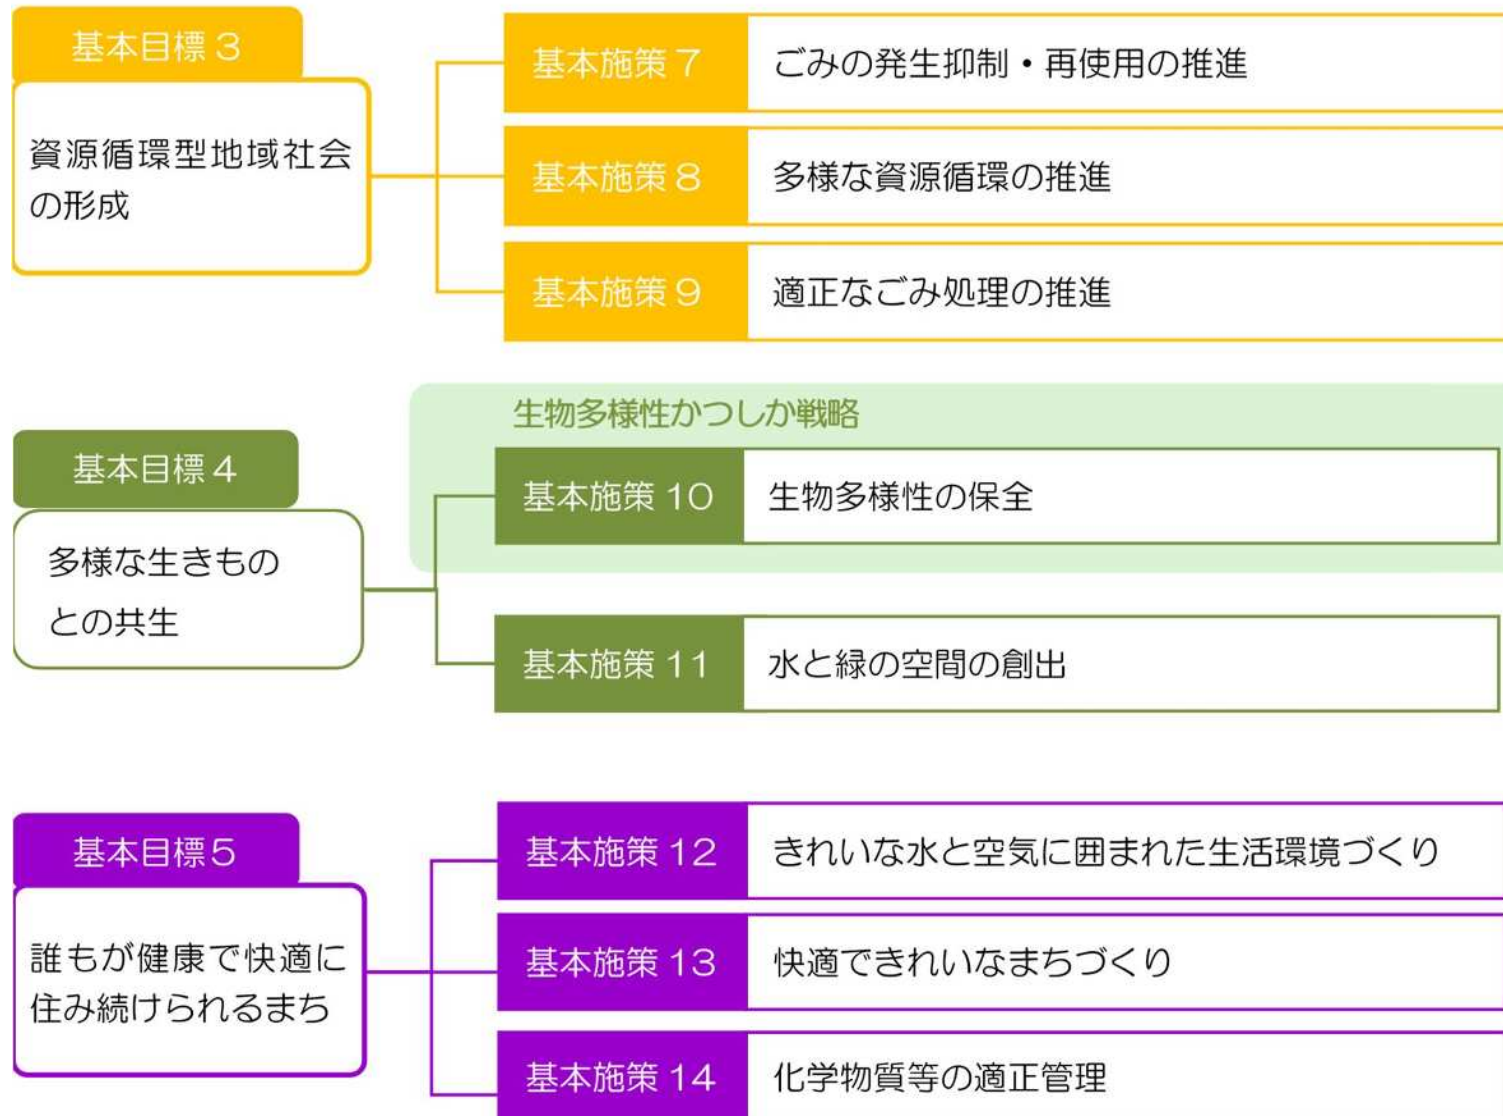 基本目標3
資源循環型地域社会
の形成
基本施策7
ごみの発生抑制・再使用の推進
基本施策8
多様な資源循環の推進
基本施策9
適正なごみ処理の推進
生物多様性かつしか戦略
基本目標4
多様な生きもの
との共生
基本施策10
生物多様性の保全
基本施策11
水と緑の空間の創出
基本目標5
誰もが健康で快適に
住み続けられるまち
基本施策12
きれいな水と空気に囲まれた生活環境づくり
基本施策13
快適できれいなまちづくり
基本施策14
化学物質等の適正管理